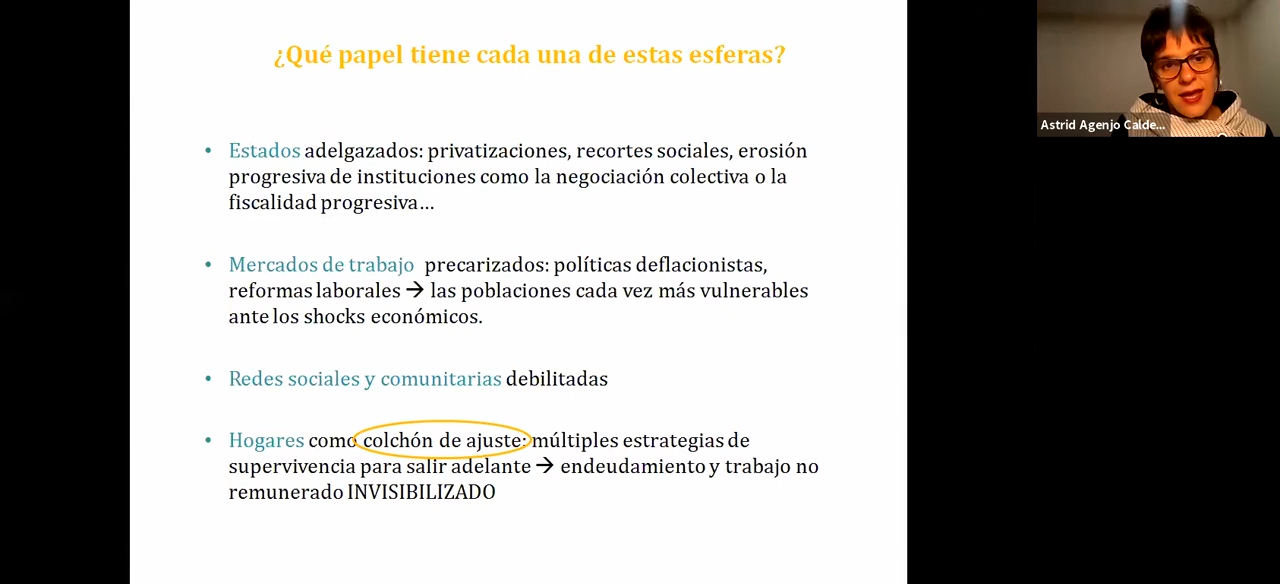 ¿Qué papel tiene cada una de estas esferas?
• Estados adelgazados: privatizaciones, recortes sociales, erosión
progresiva de instituciones como la negociación colectiva o la
fiscalidad progresiva…
• Mercados de trabajo precarizados: políticas deflacionistas,
reformas laborales → las poblaciones cada vez más vulnerables
ante los shocks económicos.
• Redes sociales y comunitarias debilitadas
• Hogares como colchón de ajuste: múltiples estrategias de
supervivencia para salir adelante → endeudamiento y trabajo no
remunerado INVISIBILIZADO
Astrid Agenjo Calde...